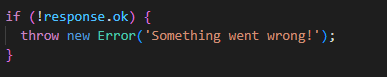 if (!response.ok) {
  throw new Error('Something went wrong!');
}